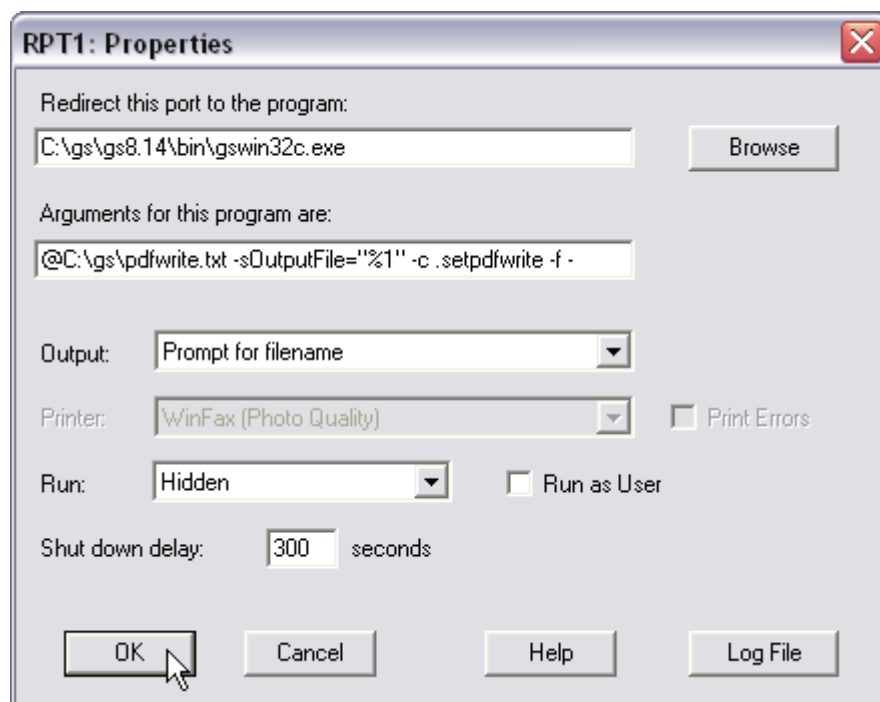 RPT1: Properties
Redirect this port to the program:
C:\gs\gs8.14\bin\gswin32c.exe
Browse
Arguments for this program are:
@C:\gs\pdfwrite.txt -sOutputFile="%1" -c .setpdfwrite -f -
Output:
Prompt for filename
Printer:
WinFax (Photo Quality)
Print Errors
Run:
Hidden
Run as User
Shut down delay:
300
seconds
OK
Cancel
Help
Log File